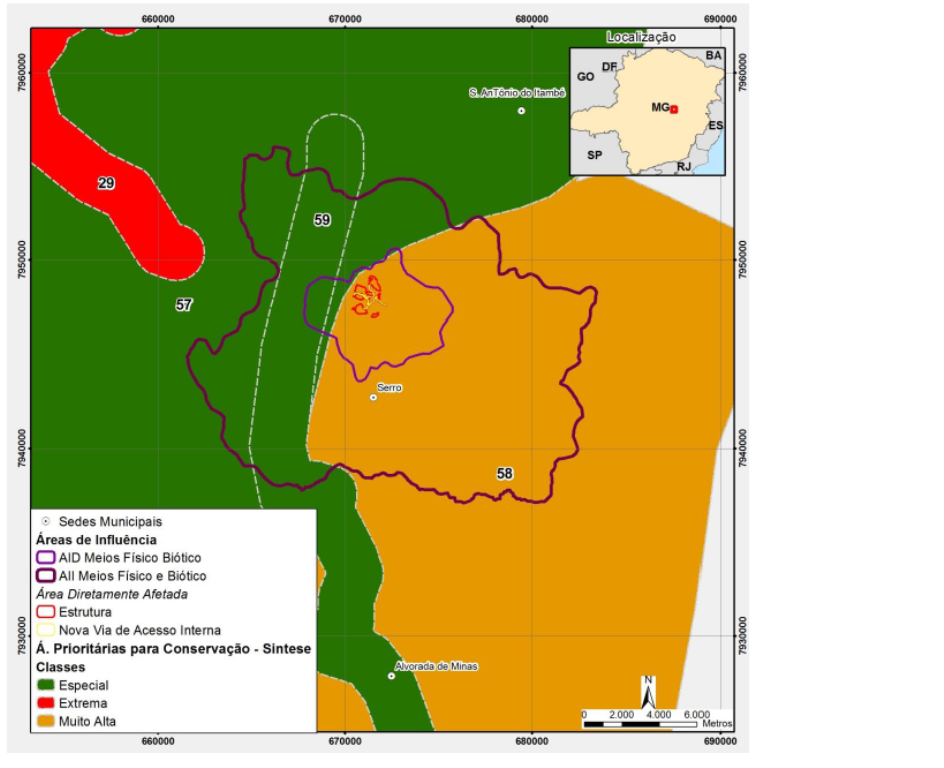 660000
670000
680000
690000
Localização
7960000
7960000
BA
DF
GO
MG
ES
SP
RJ
S. AnTônio do Itambé
29
59
7950000
7950000
57
Serro
7940000
7940000
58
Sedes Municipais
Áreas de Influência
AID Meios Físico Biótico
AII Meios Físico e Biótico
Área Diretamente Afetada
Estrutura
Nova Via de Acesso Interna
Á. Prioritárias para Conservação - Sintese
Classes
Especial
Extrema
Muito Alta
7930000
7930000
Alvorada de Minas
N
0 2.000 4.000 6.000
Metros
660000
670000
680000
690000